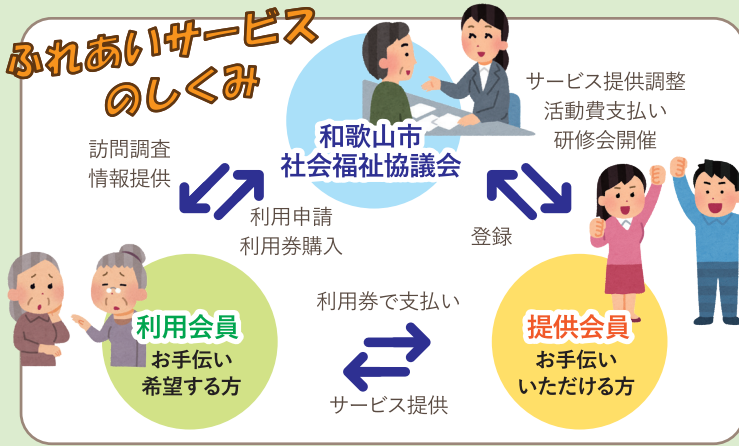 ふれあいサービス
のしくみ
和歌山市
社会福祉協議会
サービス提供調整
活動費支払い
研修会開催
訪問調査
情報提供
利用申請
利用券購入
登録
利用会員
お手伝い
希望する方
利用券で支払い
サービス提供
提供会員
お手伝い
いただける方